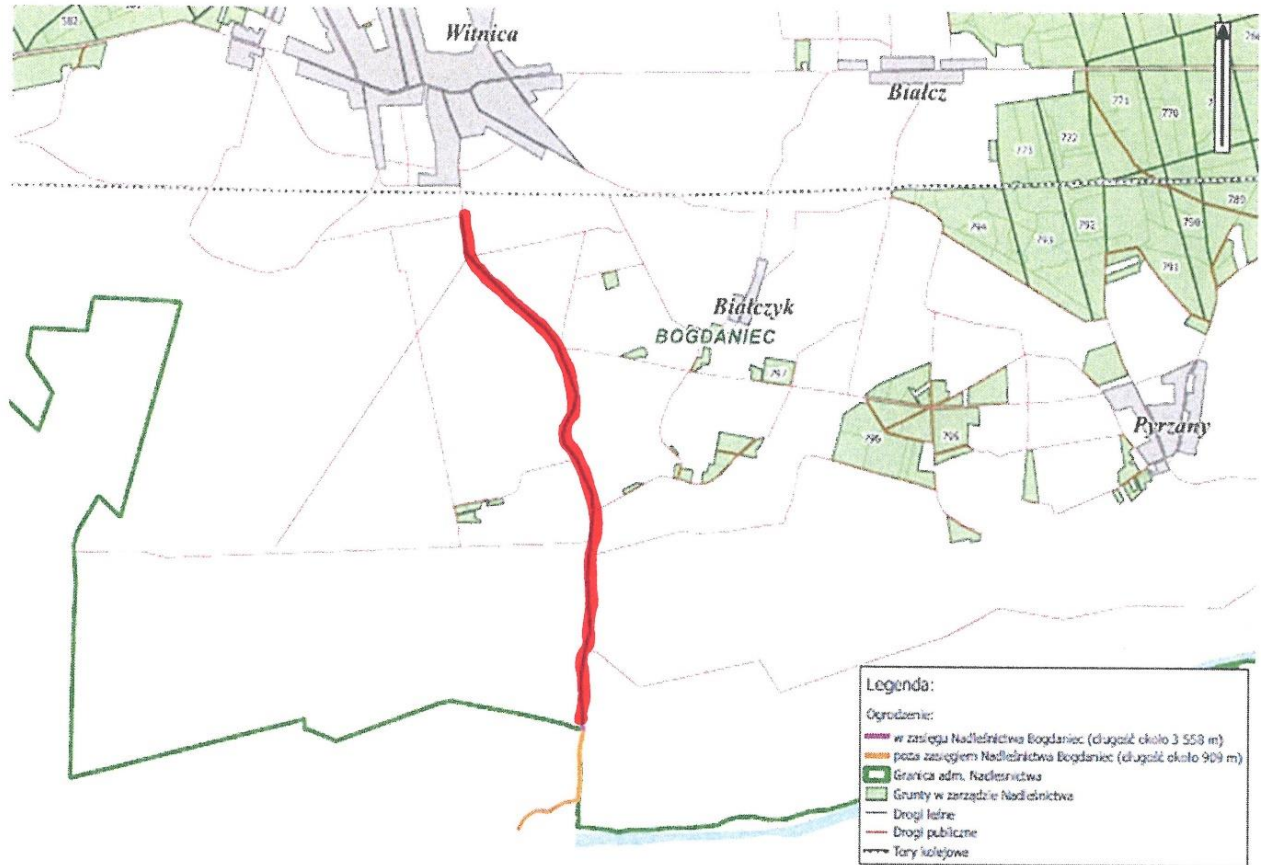 582
Witnica
Białcz
771
770
773
772
789
794
793
792
790
791
Białczyk
BOGDANIEC
797
796
795
Pyrzany
Legenda:
Ogrodzenie:
w zasięgu Nadleśnictwa Bogdaniec (długość około 3 558 m)
poza zasięgiem Nadleśnictwa Bogdaniec (długość około 909 m)
Granica adm. Nadleśnictwa
Grunty w zarządzie Nadleśnictwa
Drogi leśne
Drogi publiczne
Tory kolejowe